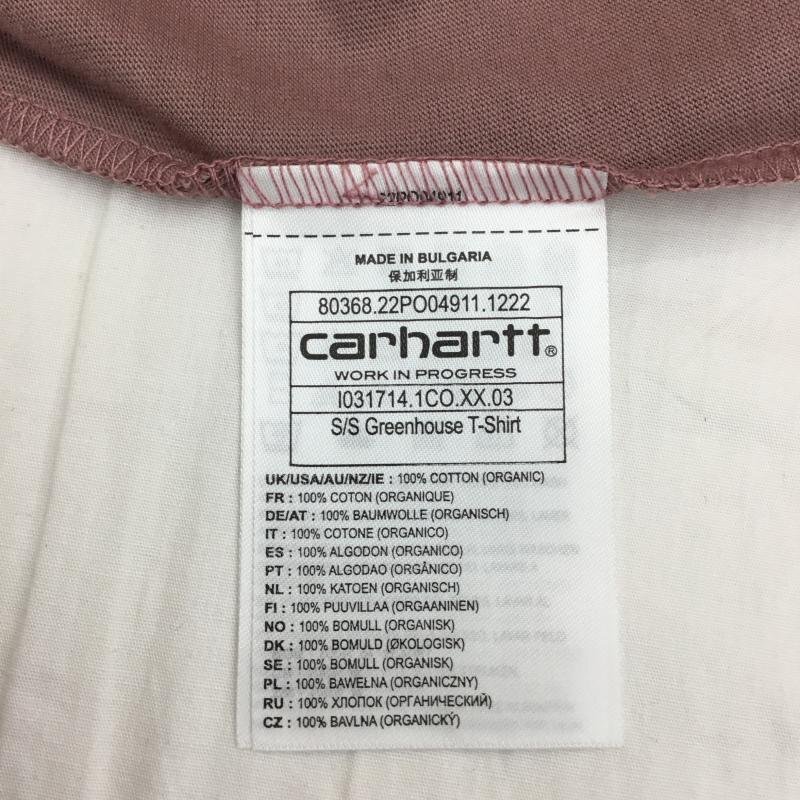 22PO04911
MADE IN BULGARIA
保加利亚制
80368.22PO04911.1222
carhartt®
WORK IN PROGRESS
I031714.1CO.XX.03
S/S Greenhouse T-Shirt
UK/USA/AU/NZ/IE : 100% COTTON (ORGANIC)
FR : 100% COTON (ORGANIQUE)
DE/AT : 100% BAUMWOLLE (ORGANISCH)
IT : 100% COTONE (ORGANICO)
ES : 100% ALGODON (ORGANICO)
PT : 100% ALGODAO (ORGÂNICO)
NL : 100% KATOEN (ORGANISCH)
FI : 100% PUUVILLAA (ORGAANINEN)
NO : 100% BOMULL (ORGANISK)
DK : 100% BOMULD (ØKOLOGISK)
SE : 100% BOMULL (ORGANISK)
PL : 100% BAWEŁNA (ORGANICZNY)
RU : 100% ХЛОПОК (ОРГАНИЧЕСКИЙ)
CZ : 100% BAVLNA (ORGANICKÝ)